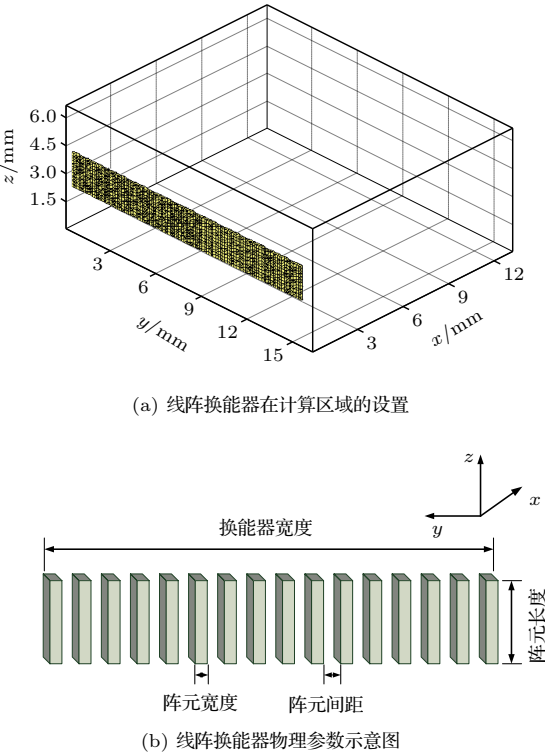 6.0
4.5
3.0
1.5
z/mm
3
6
9
12
15
y/mm
3
6
9
12
x/mm
(a) 线阵换能器在计算区域的设置
z
x
y
换能器宽度
阵元长度
阵元宽度
阵元间距
(b) 线阵换能器物理参数示意图